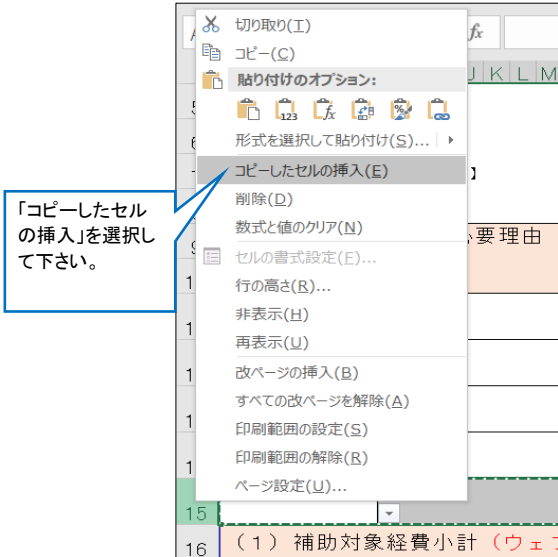 切り取り(T)
コピー(C)
貼り付けのオプション:
123
fx
形式を選択して貼り付け(S)...
コピーしたセルの挿入(E)
削除(D)
数式と値のクリア(N)
セルの書式設定(F)...
行の高さ(R)...
非表示(H)
再表示(U)
改ページの挿入(B)
すべての改ページを解除(A)
印刷範囲の設定(S)
印刷範囲の解除(R)
ページ設定(U)...
「コピーしたセル
の挿入」を選択し
て下さい。
fx
K L M
】
要理由
15
16 (1) 補助対象経費小計 (ウェ